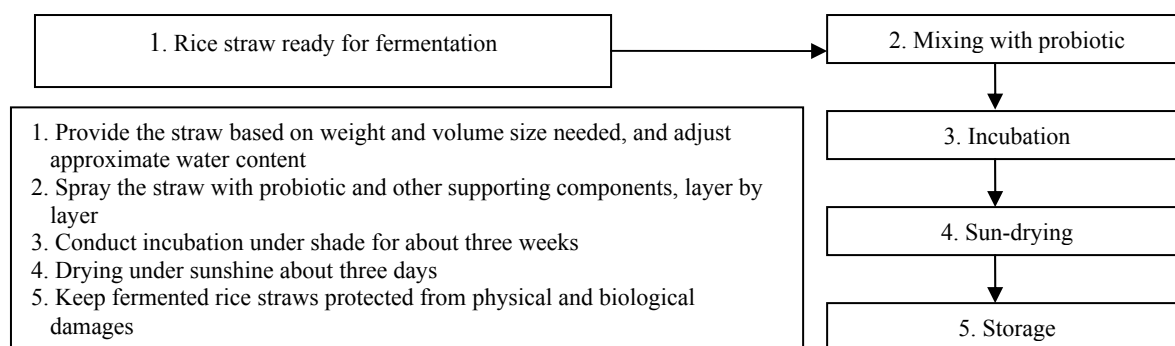 1. Rice straw ready for fermentation
2. Mixing with probiotic
3. Incubation
4. Sun-drying
5. Storage
1. Provide the straw based on weight and volume size needed, and adjust
approximate water content
2. Spray the straw with probiotic and other supporting components, layer by
layer
3. Conduct incubation under shade for about three weeks
4. Drying under sunshine about three days
5. Keep fermented rice straws protected from physical and biological
damages